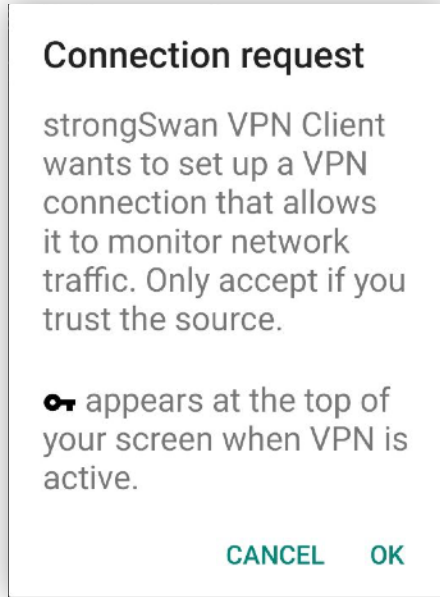 Connection request
strongSwan VPN Client
wants to set up a VPN
connection that allows
it to monitor network
traffic. Only accept if you
trust the source.
appears at the top of
your screen when VPN is
active.
CANCEL OK